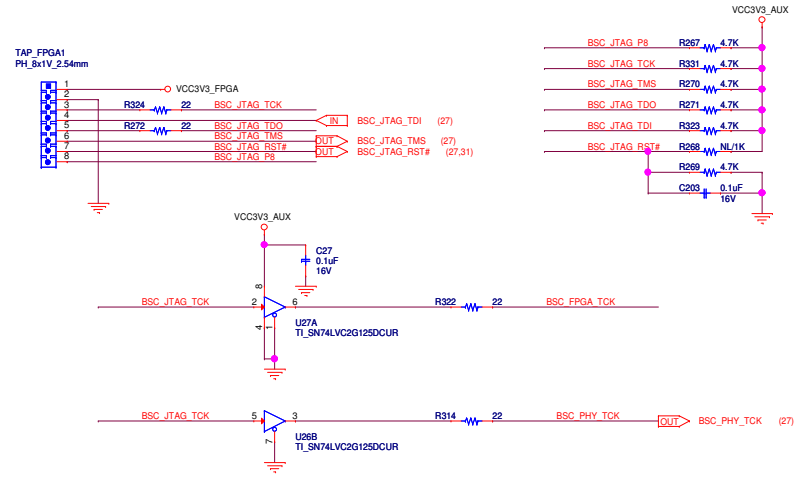 VCC3V3_AUX
TAP_FPGA1
PH_8x1V_2.54mm
1 VCC3V3_FPGA
2
3 R324 22 BSC_JTAG_TCK
4 IN BSC_JTAG_TDI (27)
5 R272 22 BSC_JTAG_TDO
6 BSC_JTAG_TMS OUT BSC_JTAG_TMS (27)
7 BSC_JTAG_RST# OUT BSC_JTAG_RST# (27,31)
8 BSC_JTAG_P8
BSC_JTAG_P8 R267 4.7K
BSC_JTAG_TCK R331 4.7K
BSC_JTAG_TMS R270 4.7K
BSC_JTAG_TDO R271 4.7K
BSC_JTAG_TDI R323 4.7K
BSC_JTAG_RST# R268 NL/1K
R269 4.7K
C203 0.1uF
16V
VCC3V3_AUX
C27
0.1uF
16V
8
BSC_JTAG_TCK 2 6 R322 22 BSC_FPGA_TCK
4 1
U27A
TI_SN74LVC2G125DCUR
BSC_JTAG_TCK 5 3 R314 22 BSC_PHY_TCK OUT BSC_PHY_TCK (27)
7
U26B
TI_SN74LVC2G125DCUR